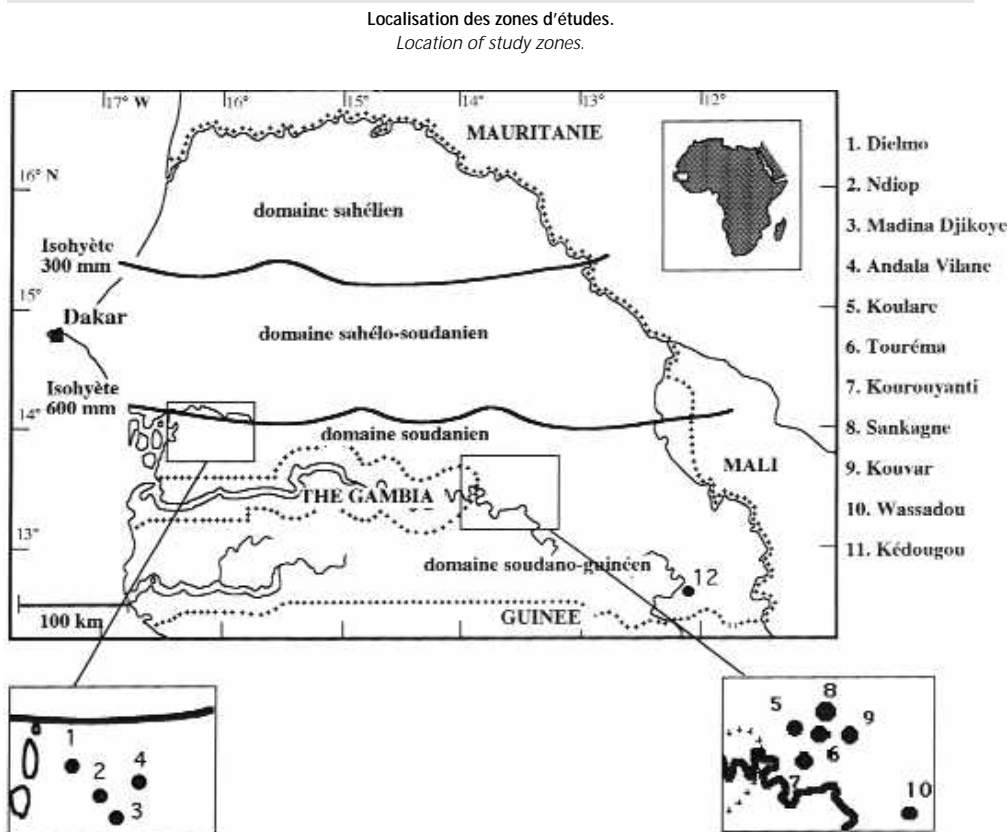 Localisation des zones d'études.
Location of study zones.
17° W
16°
15°
14°
13°
12°
MAURITANIE
16° N
domaine sahélien
Isohyète
300 mm
15°
Dakar
domaine sahélo-soudanien
Isohyète
600 mm
14°
domaine soudanien
MALI
THE GAMBIA
13°
domaine soudano-guinéen
12
GUINEE
100 km
1. Dielmo
2. Ndiop
3. Madina Djikoye
4. Andala Vilane
5. Koulare
6. Touréma
7. Kourouyanti
8. Sankagne
9. Kouvar
10. Wassadou
11. Kédougou
1
2
4
3
5
8
9
6
7
10